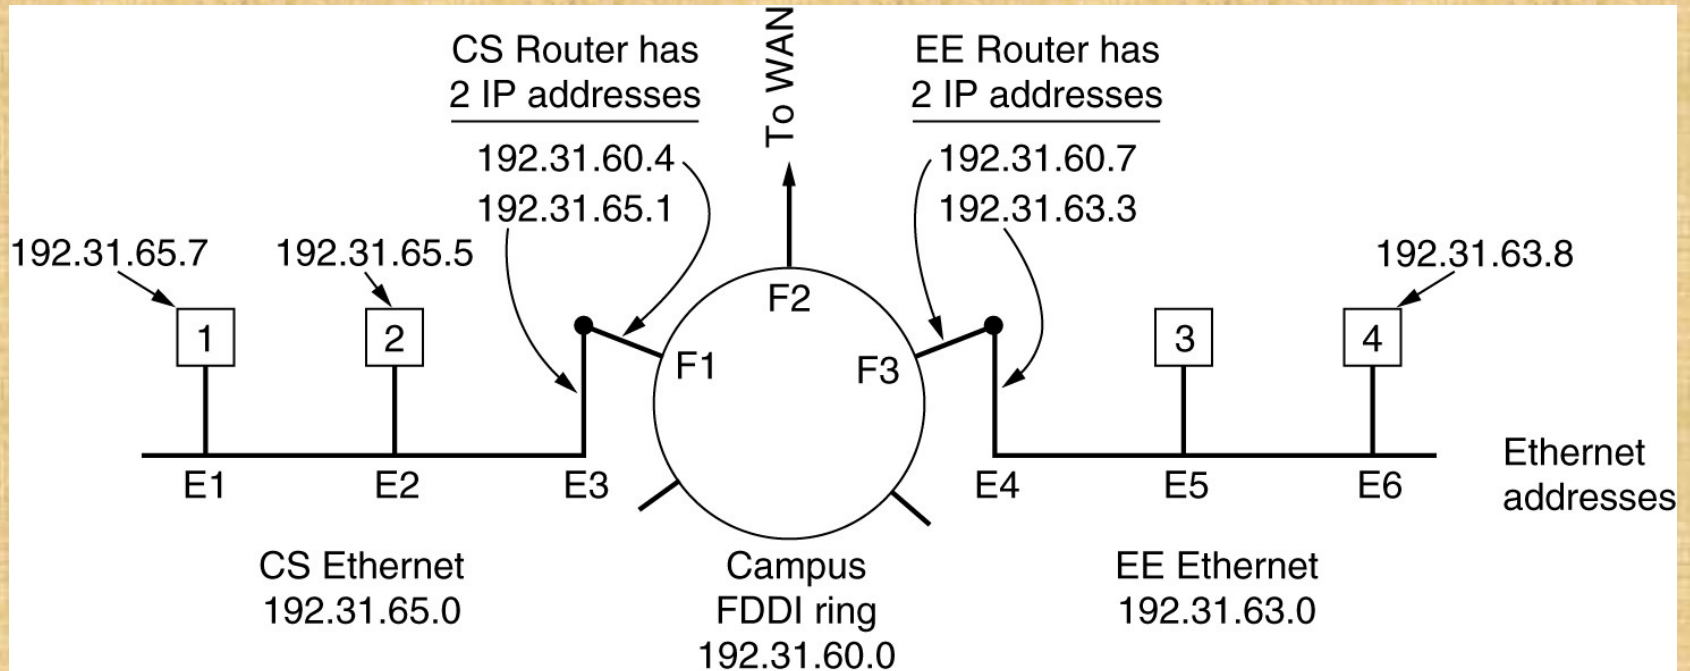 CS Router has
2 IP addresses
192.31.60.4
192.31.65.1
To WAN
EE Router has
2 IP addresses
192.31.60.7
192.31.63.3
192.31.65.7
192.31.65.5
192.31.63.8
1
2
F2
F1
F3
3
4
E1
E2
E3
E4
E5
E6
Ethernet
addresses
CS Ethernet
192.31.65.0
Campus
FDDI ring
192.31.60.0
EE Ethernet
192.31.63.0